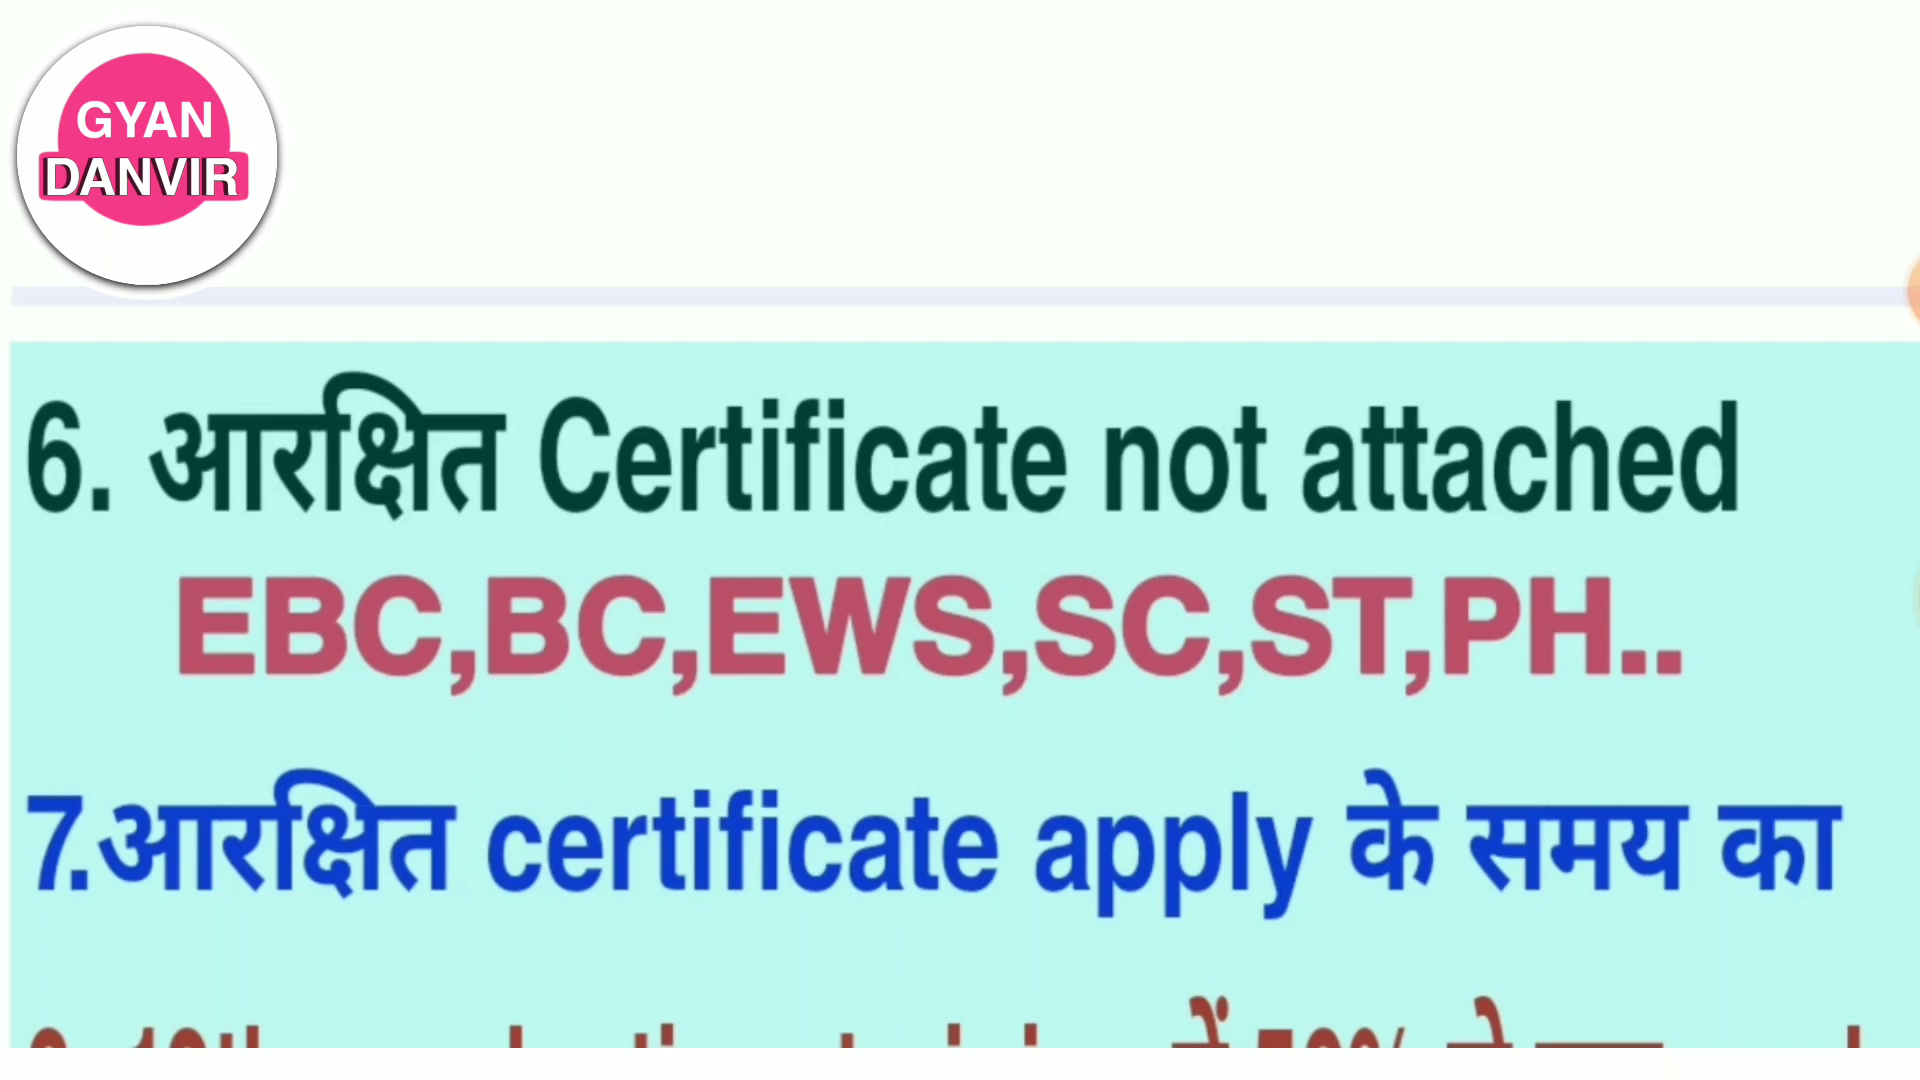 GYAN
DANVIR
6. आरक्षित Certificate not attached
EBC,BC,EWS,SC,ST,PH..
7.आरक्षित certificate apply के समय का